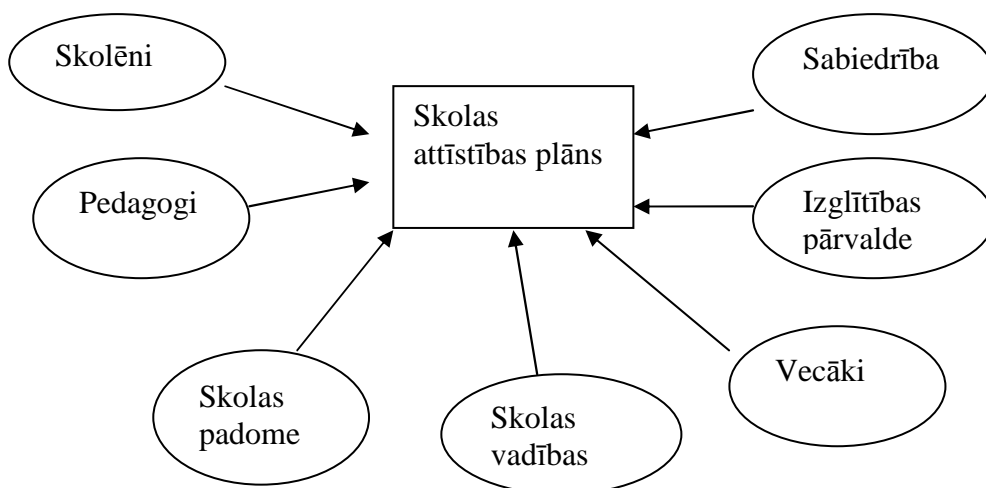 Skolēni
Sabiedrība
Skolas
attīstības plāns
Pedagogi
Izglītības
pārvalde
Vecāki
Skolas
padome
Skolas
vadības